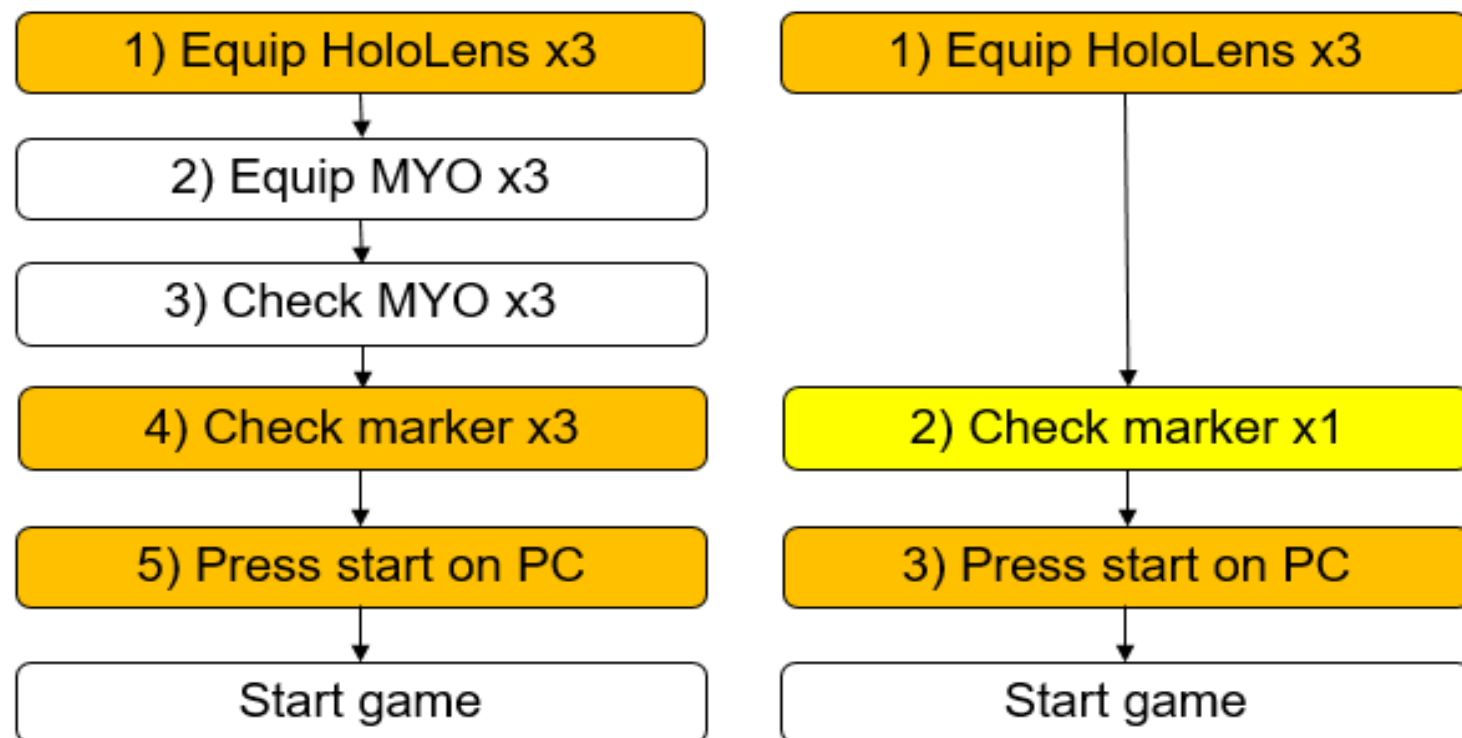 1) Equip HoloLens x3
2) Equip MYO x3
3) Check MYO x3
4) Check marker x3
5) Press start on PC
Start game
1) Equip HoloLens x3
2) Check marker x1
3) Press start on PC
Start game